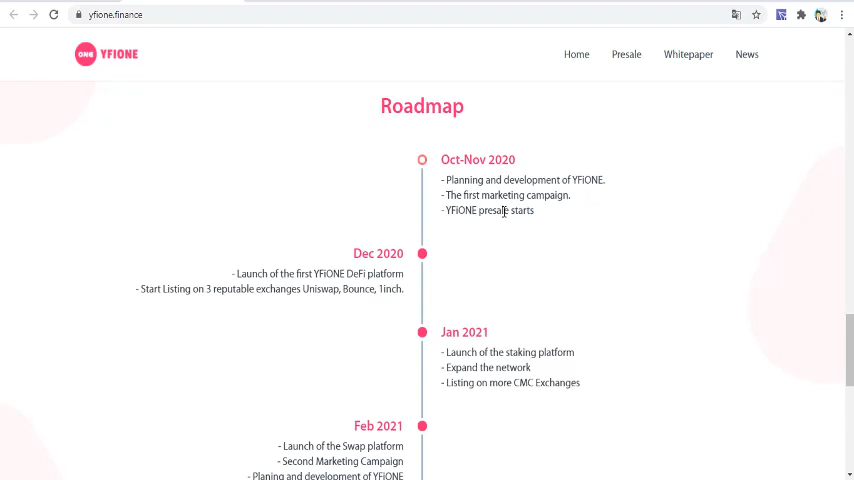 yfione.finance
ONE YFIONE
Home Presale Whitepaper News
Roadmap
Oct-Nov 2020
- Planning and development of YFiONE.
- The first marketing campaign.
- YFiONE presale starts
Dec 2020
- Launch of the first YFiONE DeFi platform
- Start Listing on 3 reputable exchanges Uniswap, Bounce, 1inch.
Jan 2021
- Launch of the staking platform
- Expand the network
- Listing on more CMC Exchanges
Feb 2021
- Launch of the Swap platform
- Second Marketing Campaign
- Planing and development of YFiONE